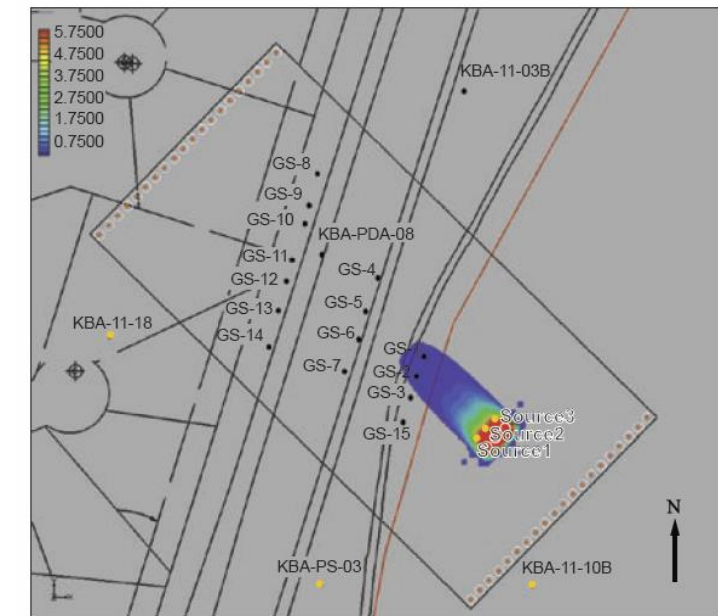 5.7500
4.7500
3.7500
2.7500
1.7500
0.7500
KBA-11-03B
GS-8
GS-9
GS-10
KBA-PDA-08
GS-11
GS-4
GS-12
GS-13
GS-5
KBA-11-18
GS-14
GS-6
GS-7
GS-1
GS-2
GS-3
GS-15
Source3
Source2
Source1
N
KBA-PS-03
KBA-11-10B